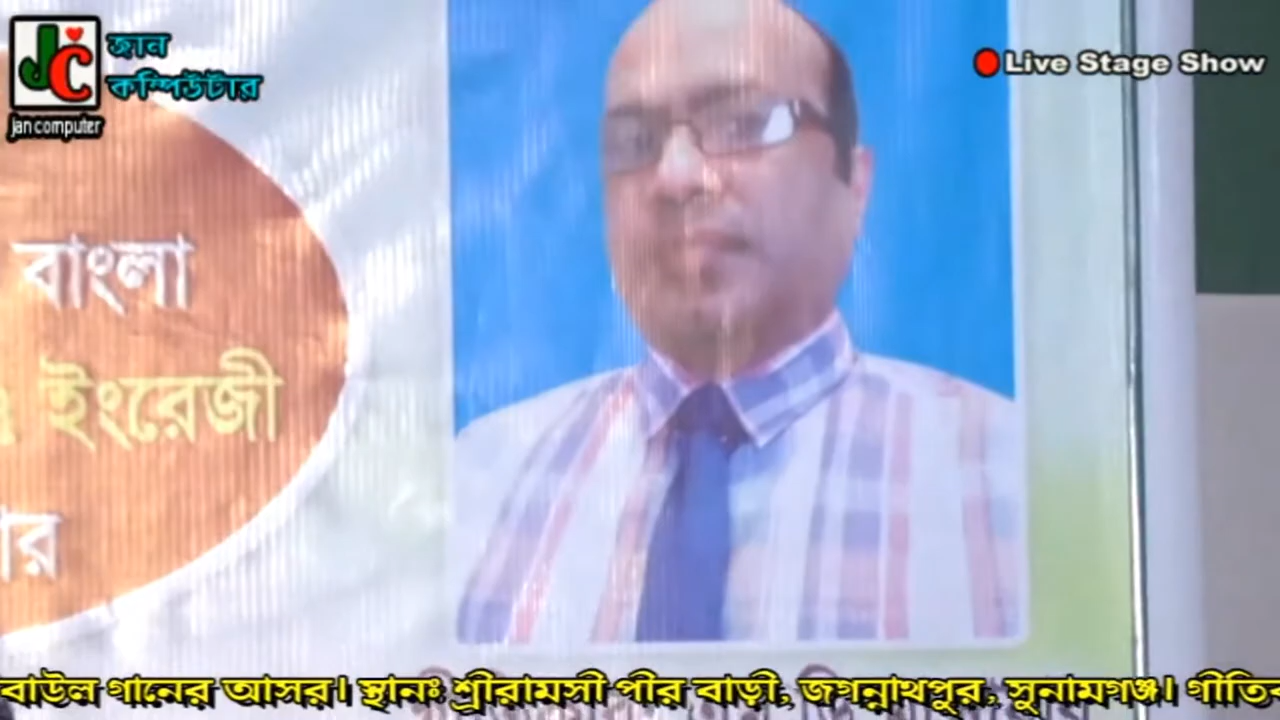 জান
কম্পিউটার
jan computer
Live Stage Show
বাংলা
ইংরেজী
বাউল গানের আসর। স্থানঃ শ্রীরামসী পীর বাড়ী, জগন্নাথপুর, সুনামগঞ্জ। গীতিক